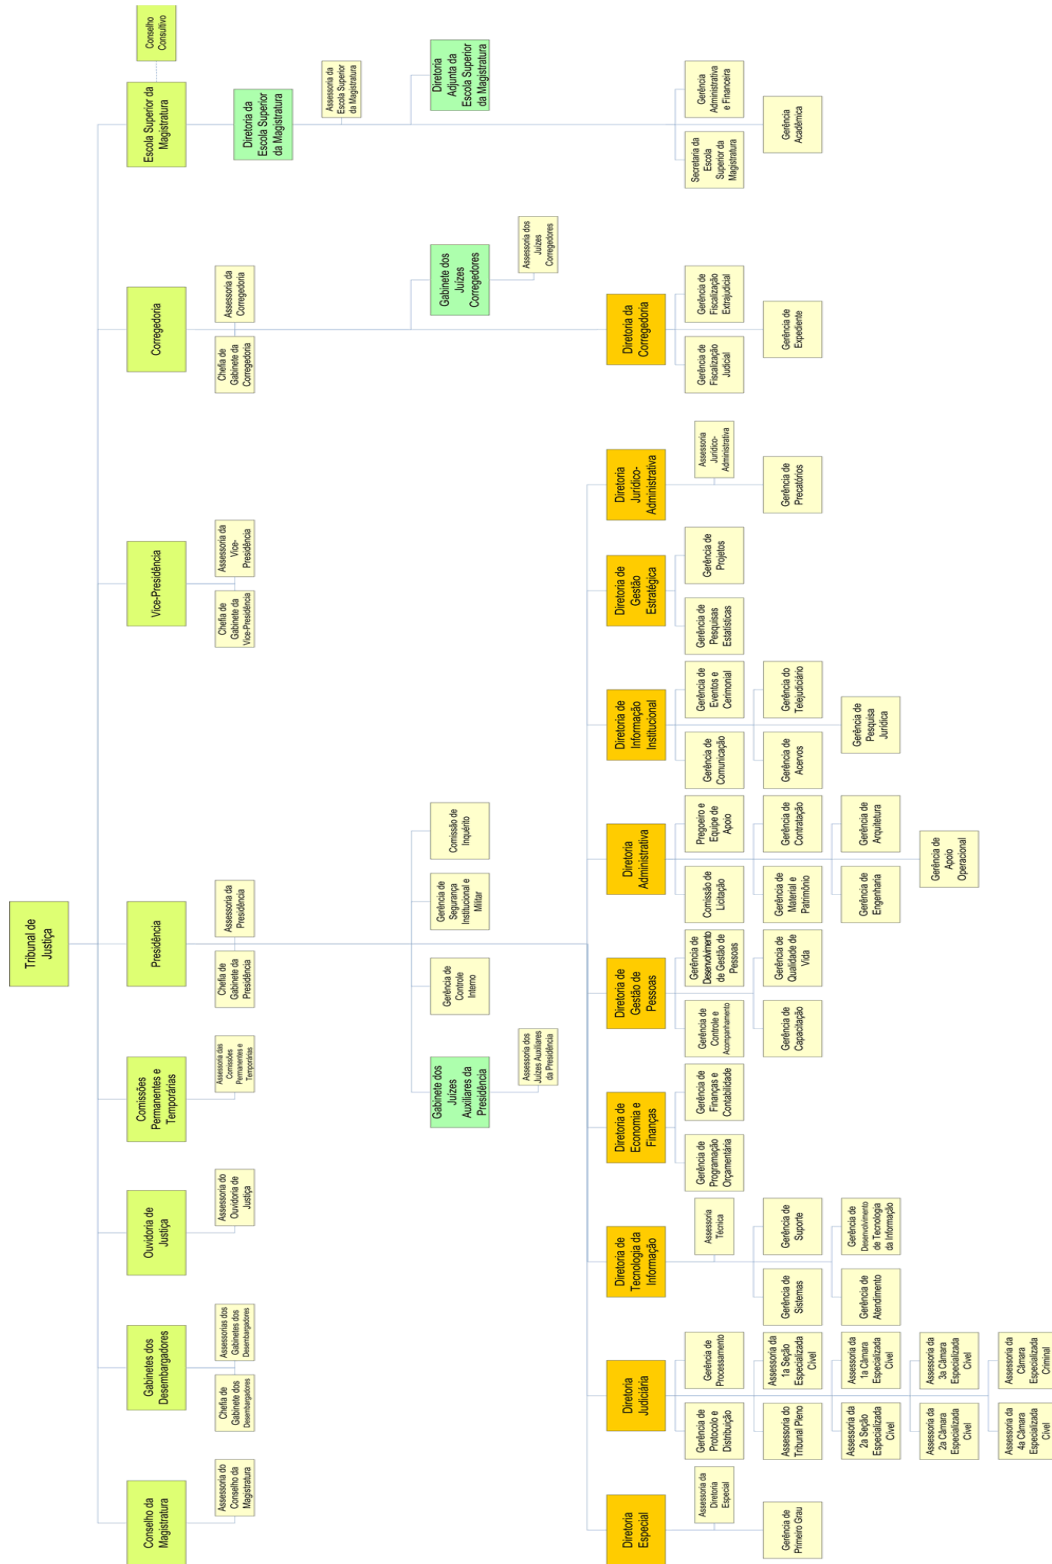 Tribunal de
Justiça
Conselho da
Magistratura
Assessoria do
Conselho da
Magistratura
Gabinetes dos
Desembargadores
Chefia de
Gabinete dos
Desembargadores
Assessorias dos
Gabinetes dos
Desembargadores
Ouvidoria de
Justiça
Assessoria do
Ouvidoria de
Justiça
Comissões
Permanentes e
Temporárias
Assessoria das
Comissões
Permanentes e
Temporárias
Presidência
Chefia de
Gabinete da
Presidência
Assessoria da
Presidência
Vice-Presidência
Chefia de
Gabinete da
Vice-Presidência
Assessoria da
Vice-
Presidência
Corregedoria
Chefia de
Gabinete da
Corregedoria
Assessoria da
Corregedoria
Escola Superior da
Magistratura
Conselho
Consultivo
Diretoria da
Escola Superior
da Magistratura
Assessoria da
Escola Superior
da Magistratura
Gabinete dos
Juízes
Auxiliares da
Presidência
Assessoria dos
Juízes Auxiliares
da Presidência
Gerência de
Controle
Interno
Gerência de
Segurança
Institucional e
Militar
Comissão de
Inquérito
Gabinete dos
Juízes
Corregedores
Assessoria dos
Juízes
Corregedores
Diretoria
Adjunta da
Escola Superior
da Magistratura
Diretoria
Especial
Assessoria da
Diretoria
Especial
Gerência de
Primeiro Grau
Diretoria
Judiciária
Gerência de
Protocolo e
Distribuição
Gerência de
Processamento
Assessoria do
Tribunal Pleno
Assessoria da
1a Seção
Especializada
Cível
Assessoria da
2a Seção
Especializada
Cível
Assessoria da
1a Câmara
Especializada
Cível
Assessoria da
2a Câmara
Especializada
Cível
Assessoria da
3a Câmara
Especializada
Cível
Assessoria da
4a Câmara
Especializada
Cível
Assessoria da
Câmara
Especializada
Criminal
Diretoria de
Tecnologia da
Informação
Assessoria
Técnica
Gerência de
Sistemas
Gerência de
Suporte
Gerência de
Atendimento
Gerência de
Desenvolvimento
de Tecnologia
da Informação
Diretoria de
Economia e
Finanças
Gerência de
Programação
Orçamentária
Gerência de
Finanças e
Contabilidade
Diretoria de
Gestão de
Pessoas
Gerência de
Controle e
Acompanhamento
Gerência de
Desenvolvimento
de Gestão de
Pessoas
Gerência de
Capacitação
Gerência de
Qualidade de
Vida
Diretoria
Administrativa
Comissão de
Licitação
Pregoeiro e
Equipe de
Apoio
Gerência de
Material e
Patrimônio
Gerência de
Contratação
Gerência de
Engenharia
Gerência de
Arquitetura
Gerência de
Apoio
Operacional
Diretoria de
Informação
Institucional
Gerência de
Comunicação
Gerência de
Eventos e
Cerimonial
Gerência de
Acervos
Gerência do
Telejudiciário
Gerência de
Pesquisa
Jurídica
Diretoria de
Gestão
Estratégica
Gerência de
Pesquisas
Estatísticas
Gerência de
Projetos
Diretoria
Jurídico-
Administrativa
Assessoria
Jurídico-
Administrativa
Gerência de
Precatórios
Diretoria da
Corregedoria
Gerência de
Fiscalização
Judicial
Gerência de
Fiscalização
Extrajudicial
Gerência de
Expediente
Secretaria da
Escola
Superior da
Magistratura
Gerência
Administrativa
e Financeira
Gerência
Acadêmica